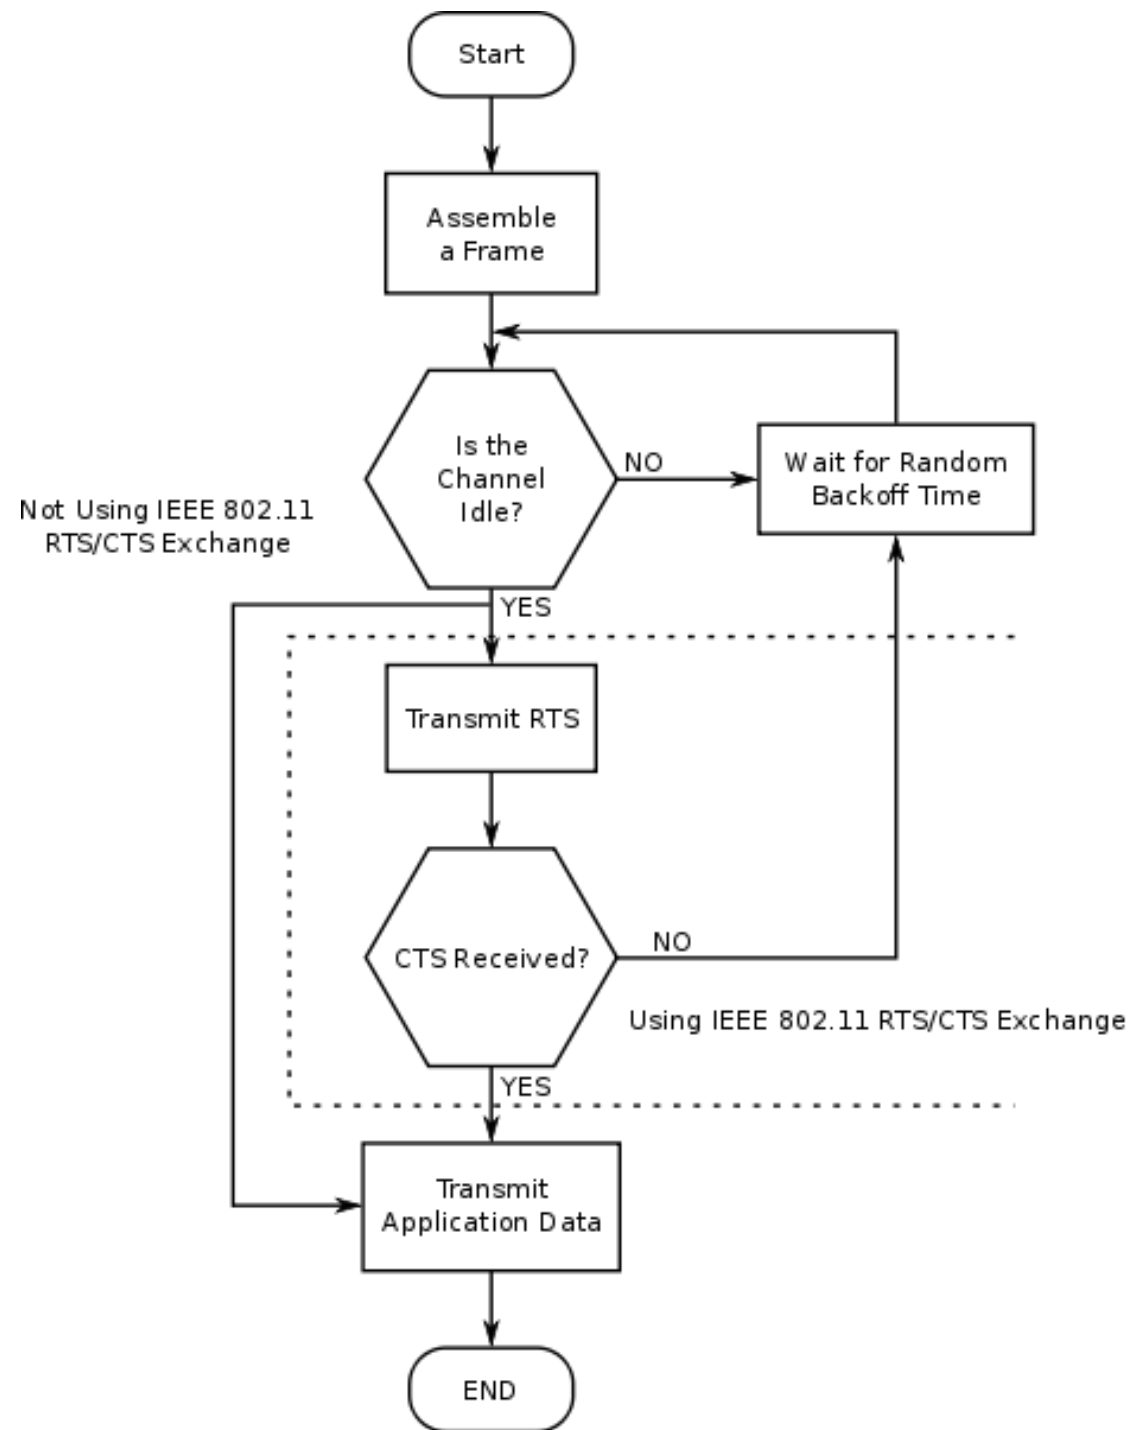 Start
Assemble
a Frame
Is the
Channel
Idle?
NO
Wait for Random
Backoff Time
Not Using IEEE 802.11
RTS/CTS Exchange
YES
Transmit RTS
CTS Received?
NO
Using IEEE 802.11 RTS/CTS Exchange
YES
Transmit
Application Data
END